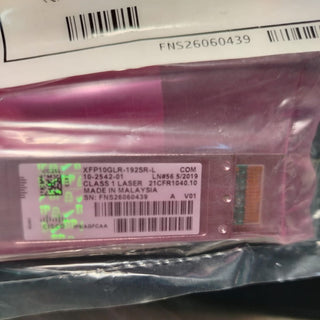 FNS26060439
XFP10GLR-192SR-L COM
10-2542-01 LN#56 5/2019
CLASS 1 LASER 21CFR1040.10
MADE IN MALAYSIA
SN: FNS26060439 A V01
CISCO